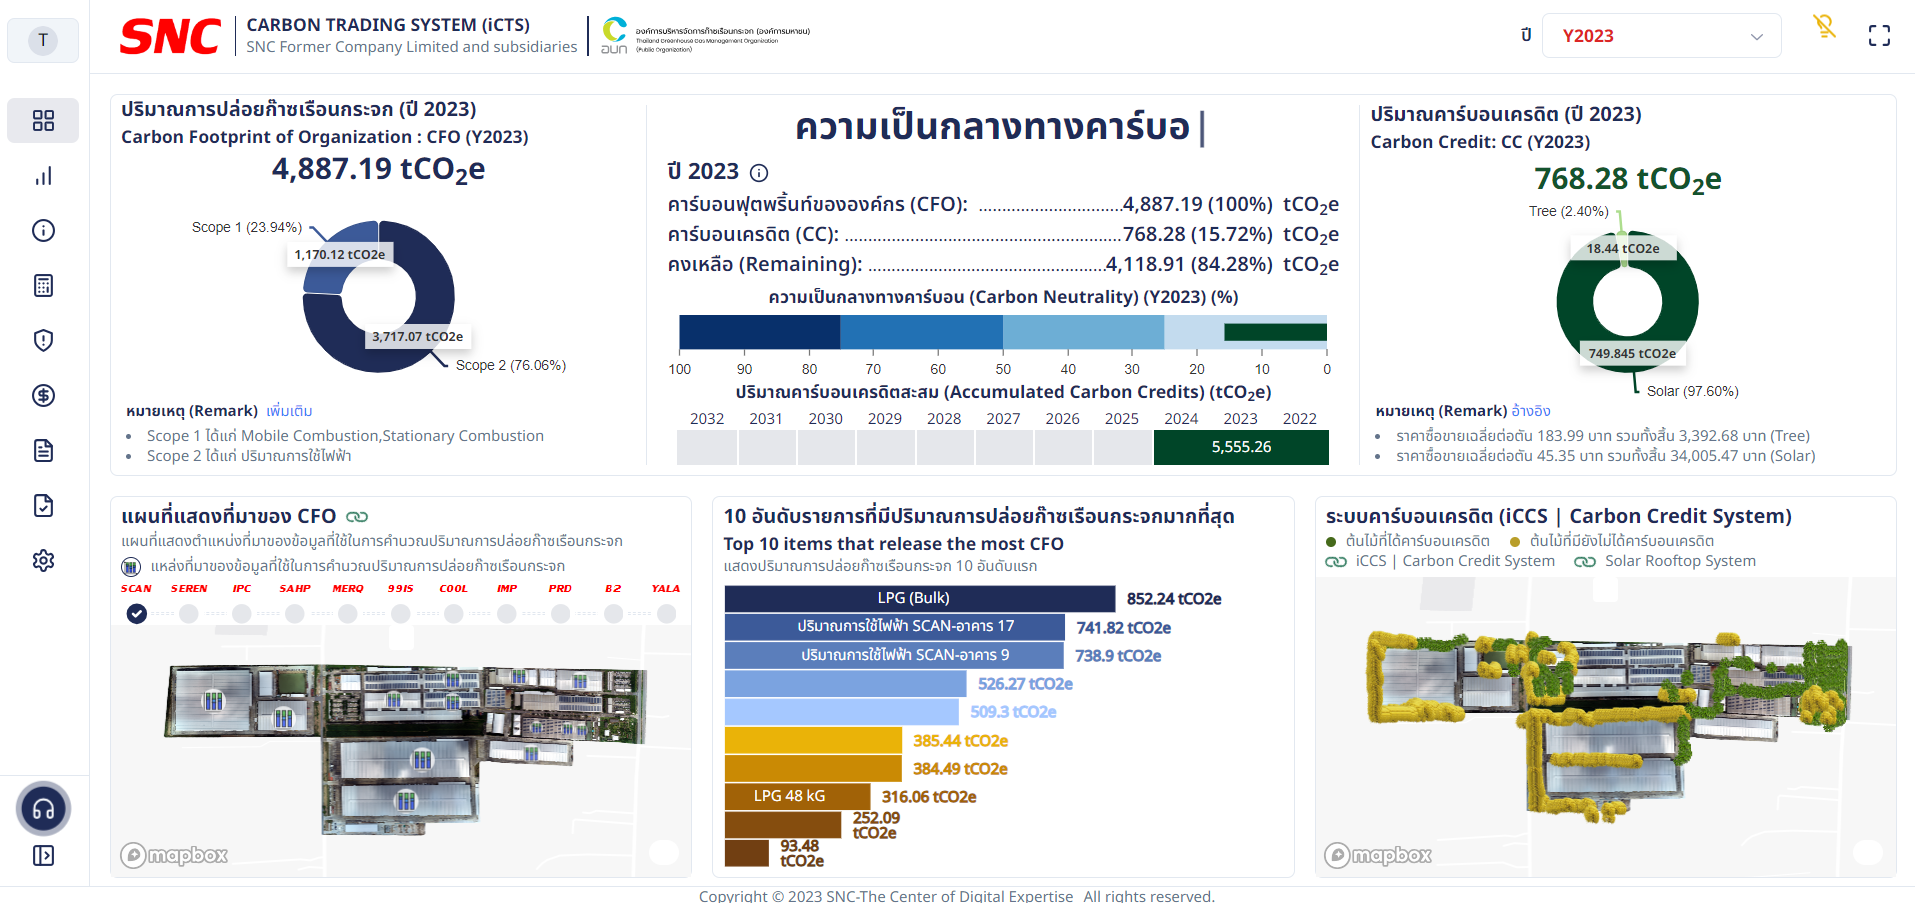 T
SNC
CARBON TRADING SYSTEM (iCTS)
SNC Former Company Limited and subsidiaries
อบก
องค์การบริหารจัดการก๊าซเรือนกระจก (องค์การมหาชน)
Thailand Greenhouse Gas Management Organization
(Public Organization)
ปี
Y2023
ปริมาณการปล่อยก๊าซเรือนกระจก (ปี 2023)
Carbon Footprint of Organization : CFO (Y2023)
4,887.19 tCO2e
Scope 1 (23.94%)
1,170.12 tCO2e
3,717.07 tCO2e
Scope 2 (76.06%)
หมายเหตุ (Remark) เพิ่มเติม
Scope 1 ได้แก่ Mobile Combustion,Stationary Combustion
Scope 2 ได้แก่ ปริมาณการใช้ไฟฟ้า
ความเป็นกลางทางคาร์บอ
ปี 2023
คาร์บอนฟุตพริ้นท์ขององค์กร (CFO): ..............................4,887.19 (100%) tCO2e
คาร์บอนเครดิต (CC): ..........................................................768.28 (15.72%) tCO2e
คงเหลือ (Remaining): ..................................................4,118.91 (84.28%) tCO2e
ความเป็นกลางทางคาร์บอน (Carbon Neutrality) (Y2023) (%)
100 90 80 70 60 50 40 30 20 10 0
ปริมาณคาร์บอนเครดิตสะสม (Accumulated Carbon Credits) (tCO2e)
2032 2031 2030 2029 2028 2027 2026 2025 2024 2023 2022
5,555.26
ปริมาณคาร์บอนเครดิต (ปี 2023)
Carbon Credit: CC (Y2023)
768.28 tCO2e
Tree (2.40%)
18.44 tCO2e
749.845 tCO2e
Solar (97.60%)
หมายเหตุ (Remark) อ้างอิง
ราคาซื้อขายเฉลี่ยต่อตัน 183.99 บาท รวมทั้งสิ้น 3,392.68 บาท (Tree)
ราคาซื้อขายเฉลี่ยต่อตัน 45.35 บาท รวมทั้งสิ้น 34,005.47 บาท (Solar)
แผนที่แสดงที่มาของ CFO
แผนที่แสดงตำแหน่งที่มาของข้อมูลที่ใช้ในการคำนวณปริมาณการปล่อยก๊าซเรือนกระจก
แหล่งที่มาของข้อมูลที่ใช้ในการคำนวณปริมาณการปล่อยก๊าซเรือนกระจก
SCAN SEREN IPC SAHP MERQ 99IS COOL IMP PRD B2 YALA
mapbox
10 อันดับรายการที่มีปริมาณการปล่อยก๊าซเรือนกระจกมากที่สุด
Top 10 items that release the most CFO
แสดงปริมาณการปล่อยก๊าซเรือนกระจก 10 อันดับแรก
LPG (Bulk) 852.24 tCO2e
ปริมาณการใช้ไฟฟ้า SCAN-อาคาร 17 741.82 tCO2e
ปริมาณการใช้ไฟฟ้า SCAN-อาคาร 9 738.9 tCO2e
526.27 tCO2e
509.3 tCO2e
385.44 tCO2e
384.49 tCO2e
LPG 48 kG 316.06 tCO2e
252.09
tCO2e
93.48
tCO2e
ระบบคาร์บอนเครดิต (iCCS | Carbon Credit System)
ต้นไม้ที่ได้คาร์บอนเครดิต ต้นไม้ที่มียังไม่ได้คาร์บอนเครดิต
iCCS | Carbon Credit System Solar Rooftop System
mapbox
Copyright © 2023 SNC-The Center of Digital Expertise All rights reserved.